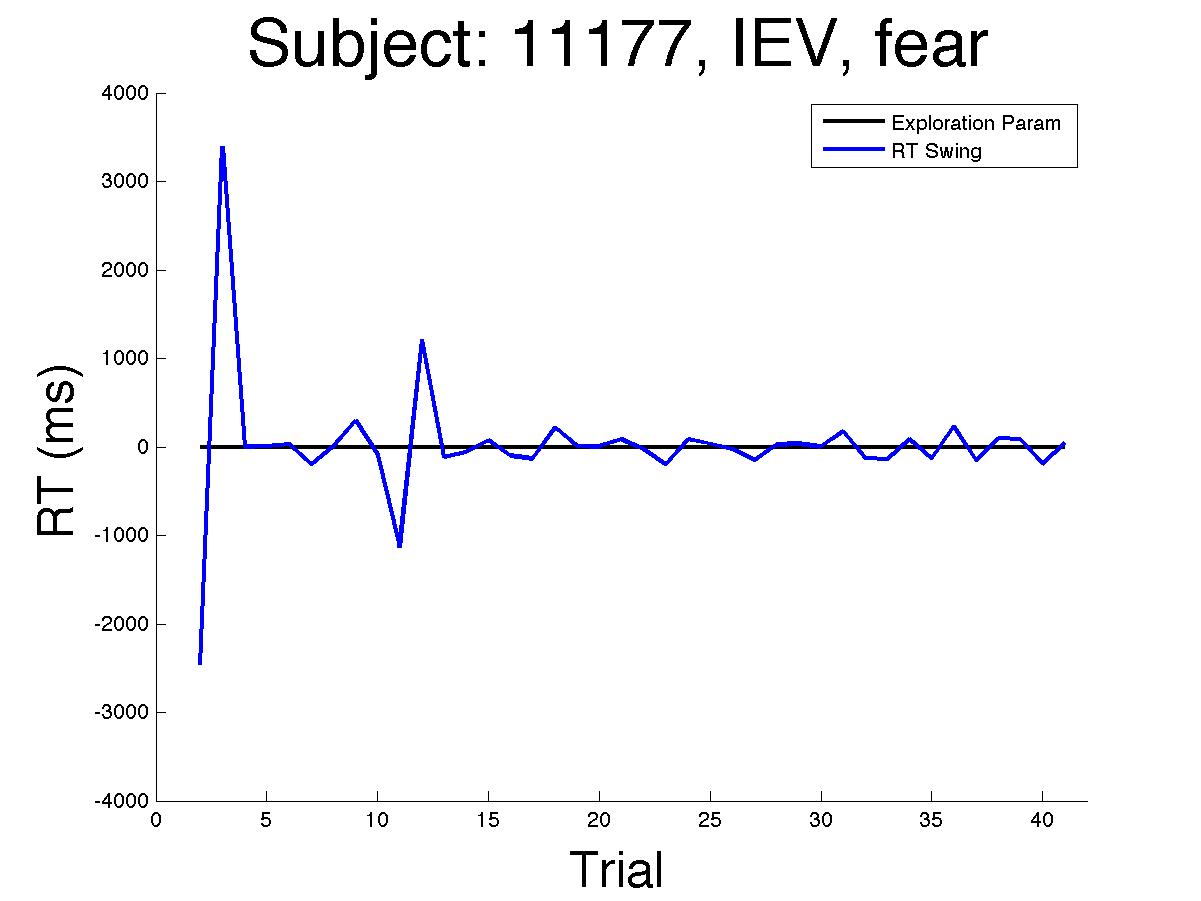 Subject: 11177, IEV, fear
Exploration Param
RT Swing
RT (ms)
4000
3000
2000
1000
0
-1000
-2000
-3000
-4000
0 5 10 15 20 25 30 35 40
Trial